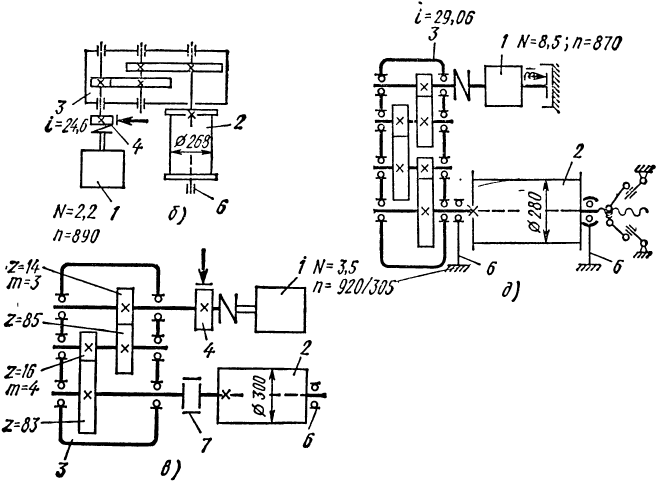 i=29,06
3
1 N=8,5; n=870
3
i=24,6
4
2
Ø268
1
6
N=2,2
n=890
б)
2
Ø280
6
6
д)
z=14
m=3
z=85
z=16
m=4
z=83
3
4
1 N=3,5
n=920/305
2
Ø300
7
6
в)